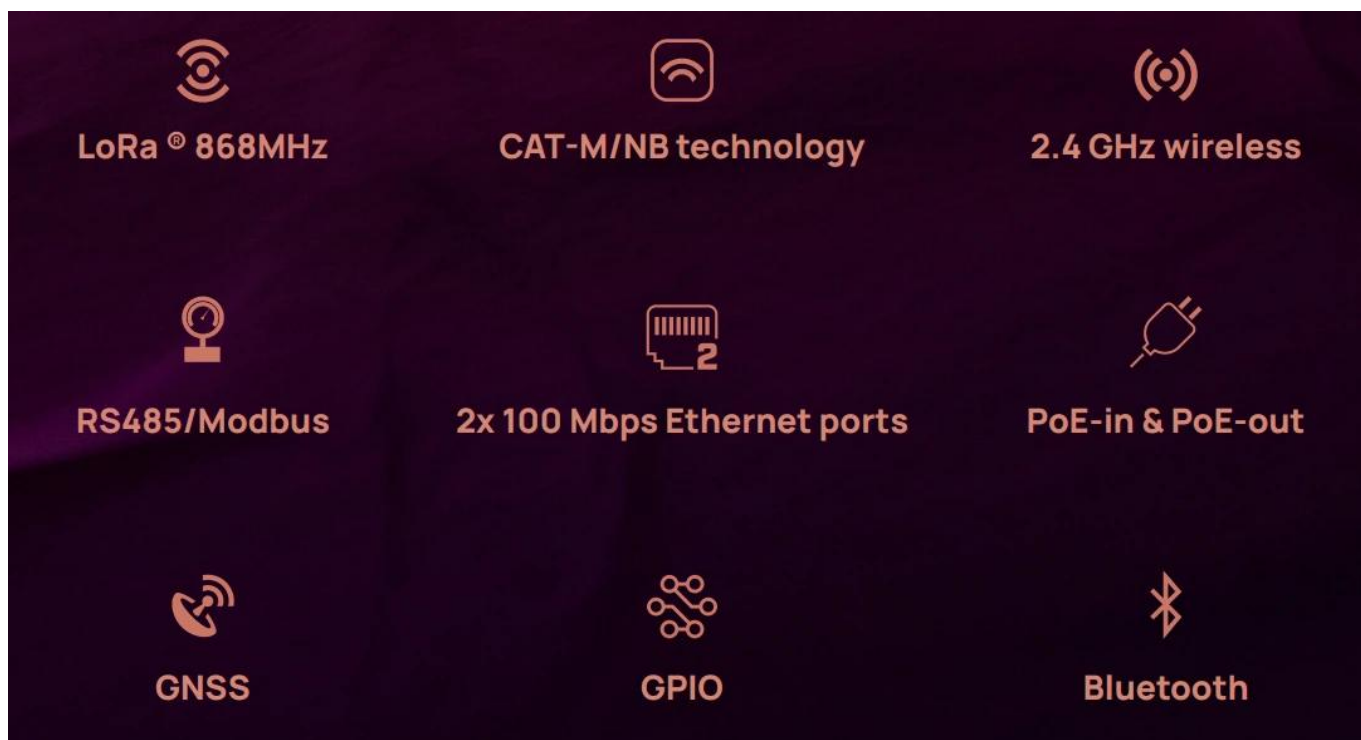 LoRa ® 868MHz
CAT-M/NB technology
2.4 GHz wireless
2
RS485/Modbus
2x 100 Mbps Ethernet ports
PoE-in & PoE-out
GNSS
GPIO
Bluetooth